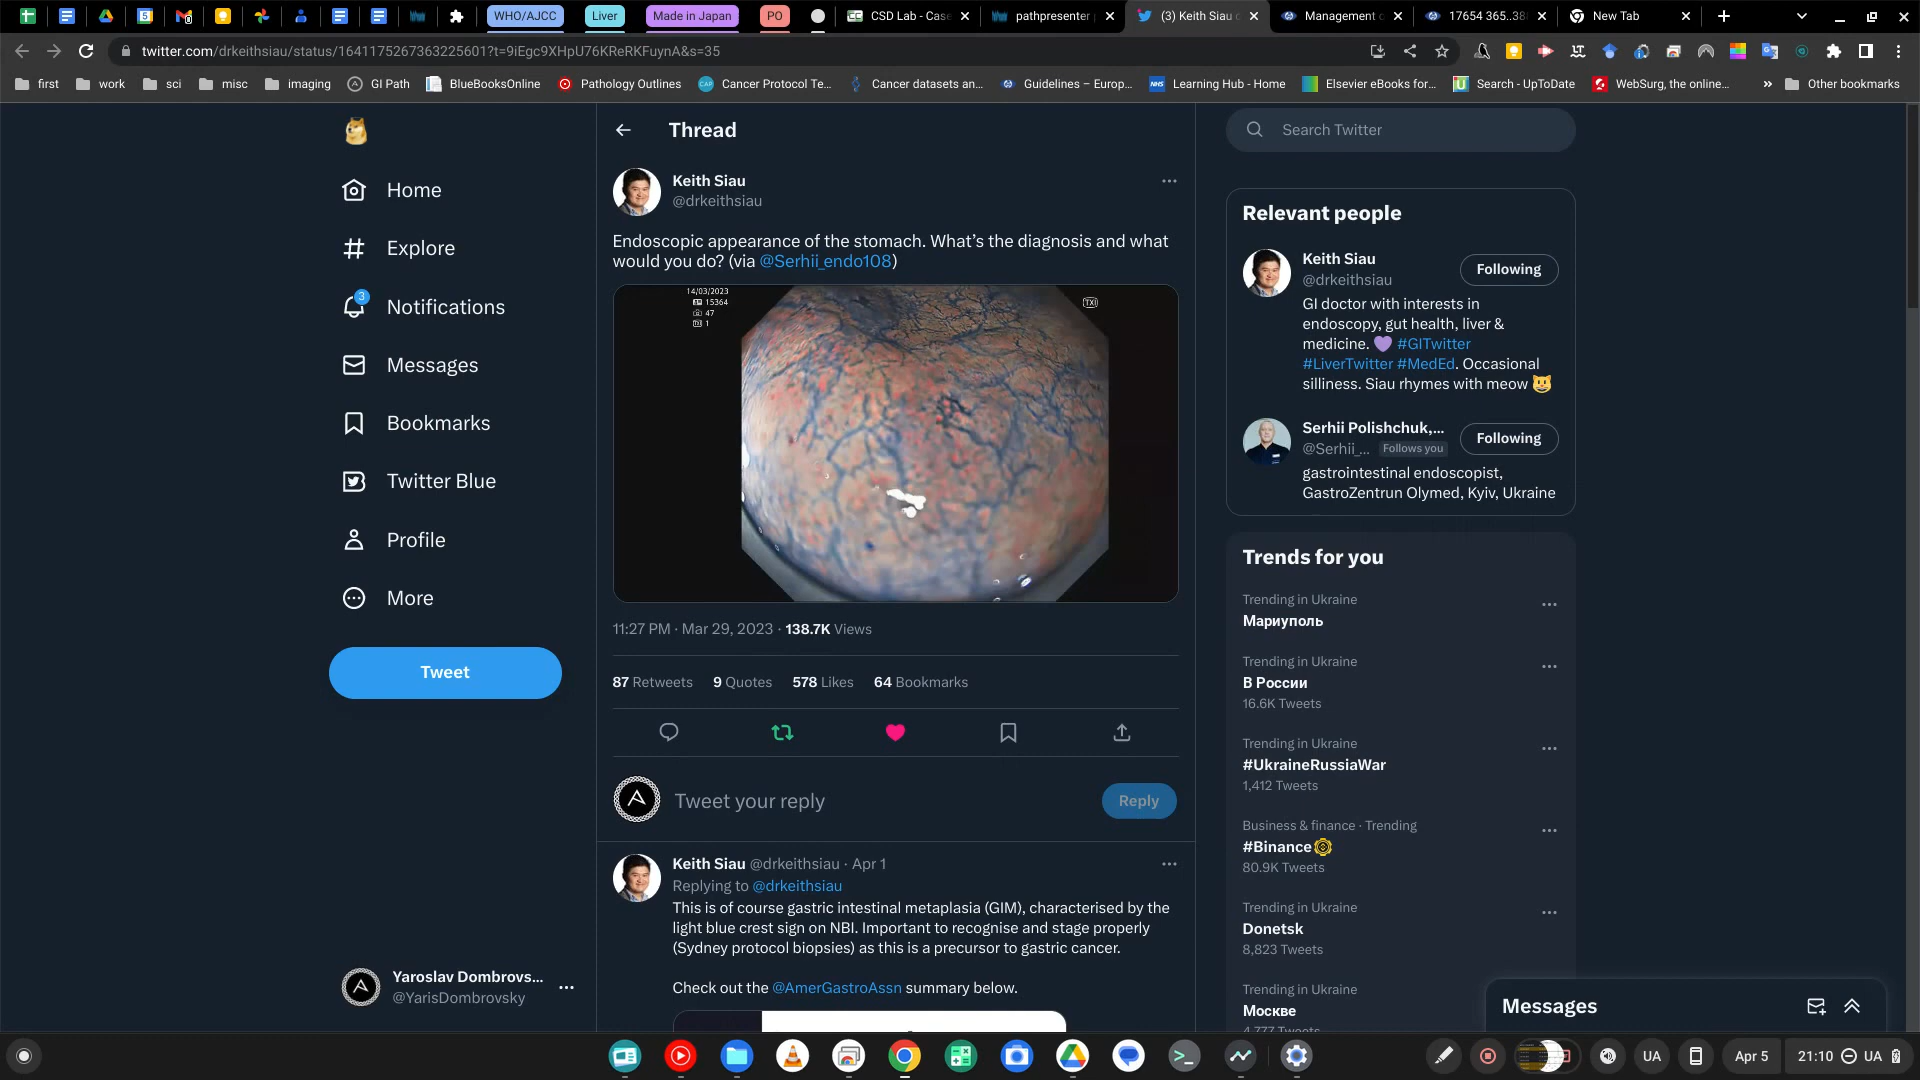 WHO/AJCC
Liver
Made in Japan
PO
CSD Lab - Case
pathpresenter
(3) Keith Siau
Management
17654 365..38
New Tab
twitter.com/drkeithsiau/status/1641175267363225601?t=9iEgc9XHpU76KReRKFuynA&s=35
first
work
sci
misc
imaging
GI Path
BlueBooksOnline
Pathology Outlines
Cancer Protocol Te...
Cancer datasets an...
Guidelines – Europ...
Learning Hub - Home
Elsevier eBooks for...
Search - UpToDate
WebSurg, the online...
»
Other bookmarks
Home
Explore
3
Notifications
Messages
Bookmarks
Twitter Blue
Profile
More
Tweet
Yaroslav Dombrovs...
@YarisDombrovsky
Thread
Keith Siau
@drkeithsiau
Endoscopic appearance of the stomach. What's the diagnosis and what
would you do? (via @Serhii_endo108)
14/03/2023
15364
47
1
TXI
11:27 PM · Mar 29, 2023 · 138.7K Views
87 Retweets 9 Quotes 578 Likes 64 Bookmarks
Tweet your reply
Reply
Keith Siau @drkeithsiau · Apr 1
Replying to @drkeithsiau
This is of course gastric intestinal metaplasia (GIM), characterised by the
light blue crest sign on NBI. Important to recognise and stage properly
(Sydney protocol biopsies) as this is a precursor to gastric cancer.
Check out the @AmerGastroAssn summary below.
Search Twitter
Relevant people
Keith Siau
@drkeithsiau
Following
GI doctor with interests in
endoscopy, gut health, liver &
medicine. 💜 #GITwitter
#LiverTwitter #MedEd. Occasional
silliness. Siau rhymes with meow 😺
Serhii Polishchuk,...
@Serhii_... Follows you
Following
gastrointestinal endoscopist,
GastroZentrun Olymed, Kyiv, Ukraine
Trends for you
Trending in Ukraine
Мариуполь
Trending in Ukraine
В России
16.6K Tweets
Trending in Ukraine
#UkraineRussiaWar
1,412 Tweets
Business & finance · Trending
#Binance
80.9K Tweets
Trending in Ukraine
Donetsk
8,823 Tweets
Trending in Ukraine
Москве
4,777 Tweets
Messages
UA
Apr 5
21:10
UA